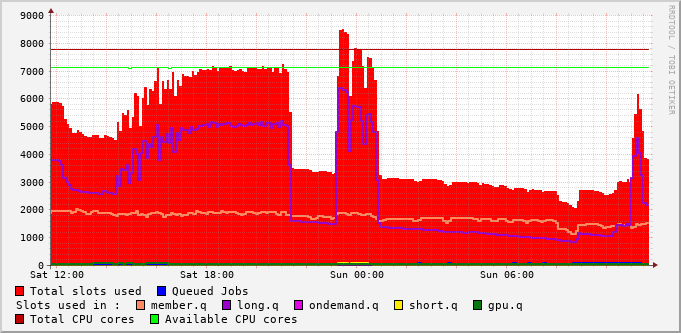 9000
8000
7000
6000
5000
4000
3000
2000
1000
0
Sat 12:00 Sat 18:00 Sun 00:00 Sun 06:00
Total slots used Queued Jobs
Slots used in : member.q long.q ondemand.q short.q gpu.q
Total CPU cores Available CPU cores
RRDTOOL / TOBI OETIKER